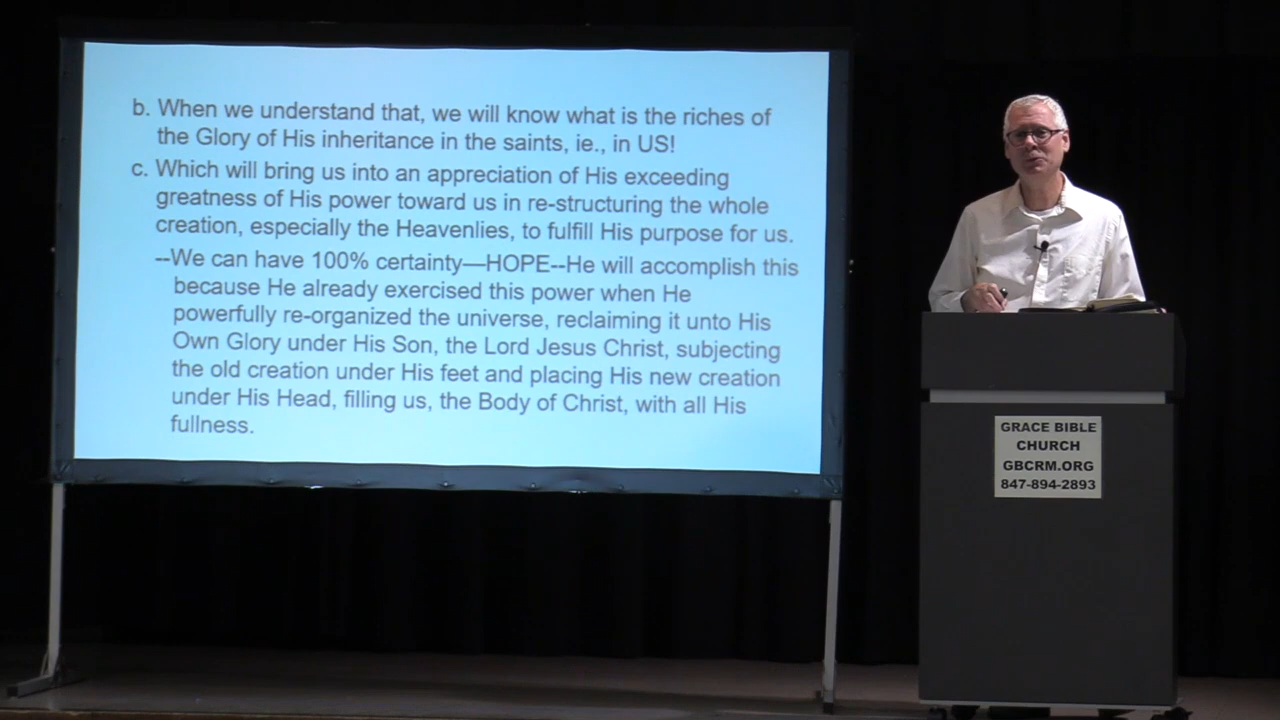 b. When we understand that, we will know what is the riches of
the Glory of His inheritance in the saints, ie., in US!
c. Which will bring us into an appreciation of His exceeding
greatness of His power toward us in re-structuring the whole
creation, especially the Heavenlies, to fulfill His purpose for us.
--We can have 100% certainty—HOPE--He will accomplish this
because He already exercised this power when He
powerfully re-organized the universe, reclaiming it unto His
Own Glory under His Son, the Lord Jesus Christ, subjecting
the old creation under His feet and placing His new creation
under His Head, filling us, the Body of Christ, with all His
fullness.
GRACE BIBLE
CHURCH
GBCRM.ORG
847-894-2893